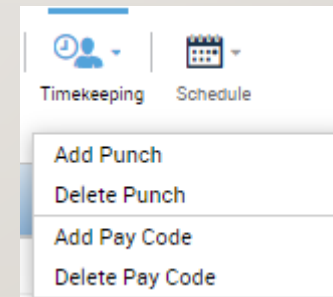 Timekeeping Schedule
Add Punch
Delete Punch
Add Pay Code
Delete Pay Code